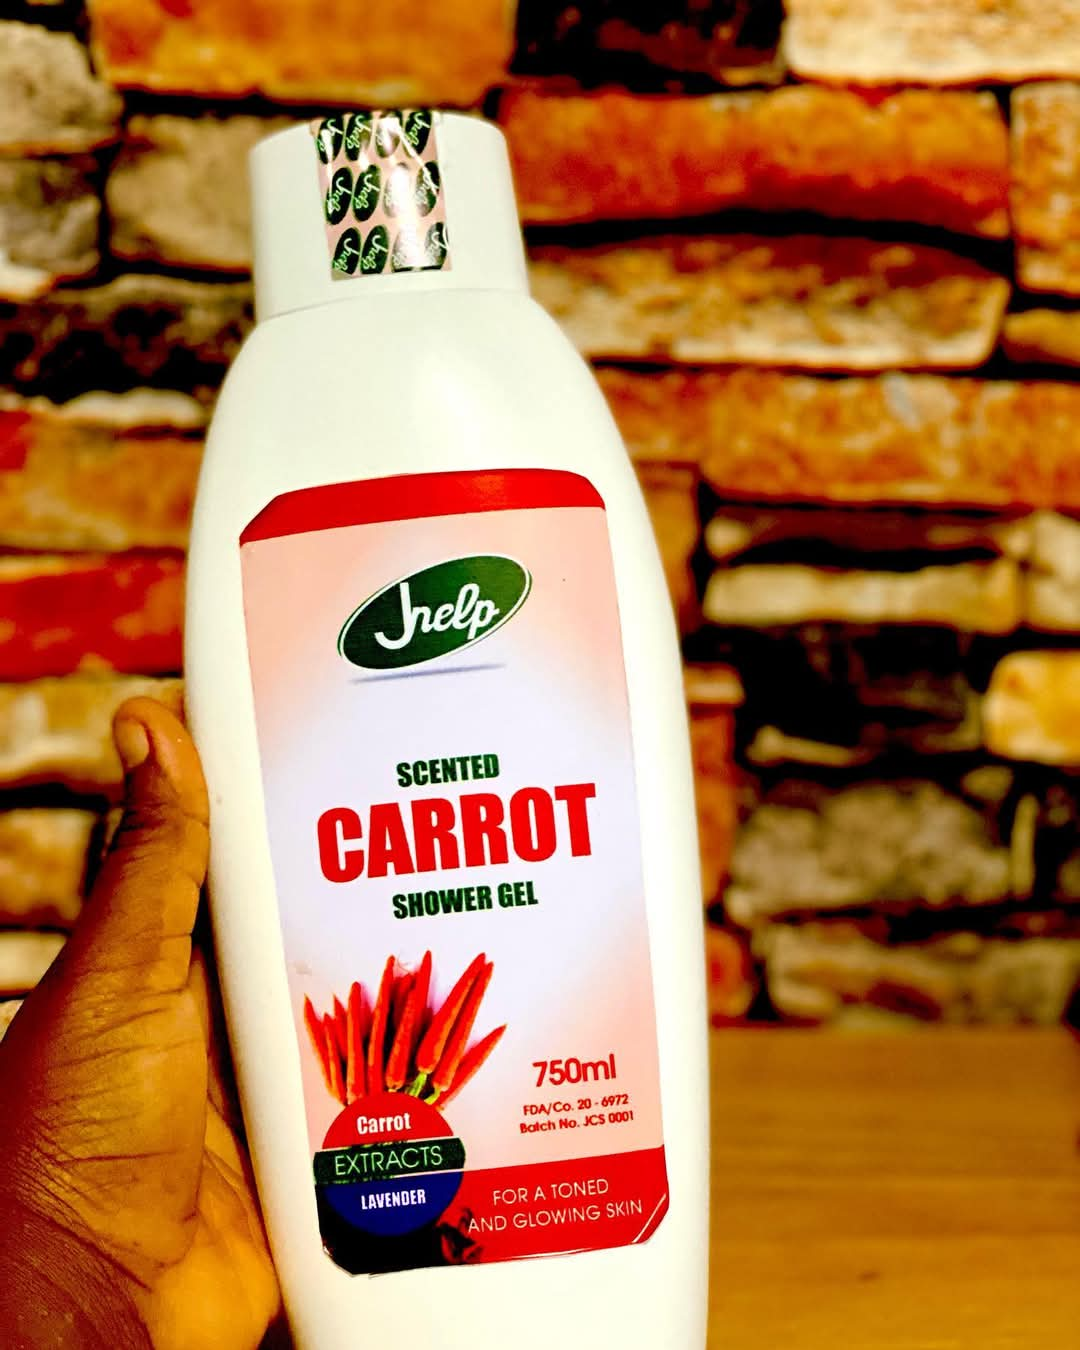 Jhelp
SCENTED
CARROT
SHOWER GEL
750ml
FDA/Co. 20 - 6972
Batch No. JCS 0001
Carrot
EXTRACTS
LAVENDER
FOR A TONED
AND GLOWING SKIN